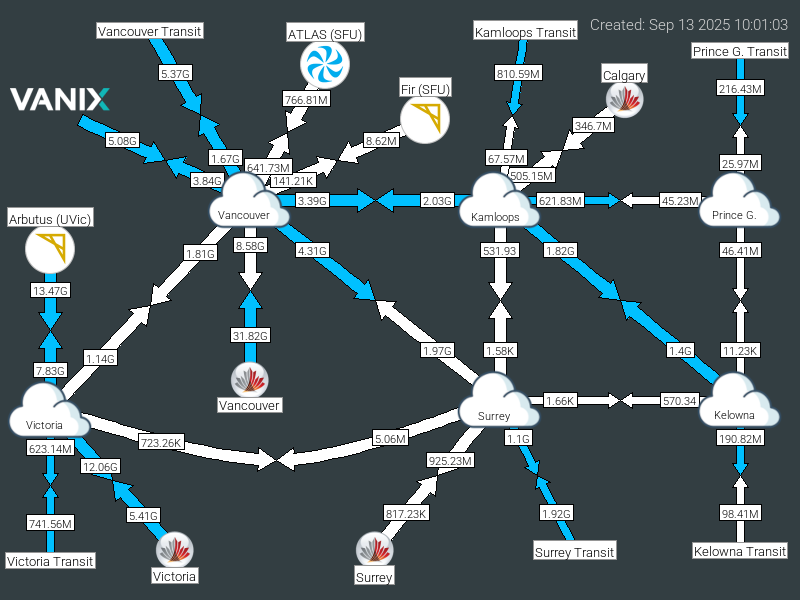 Created: Sep 13 2025 10:01:03
Vancouver Transit
ATLAS (SFU)
Kamloops Transit
Prince G. Transit
5.37G
810.59M
Calgary
216.43M
VANIX
766.81M
Fir (SFU)
346.7M
5.08G
8.62M
1.67G
67.57M
25.97M
641.73M
505.15M
3.84G
141.21K
3.39G
2.03G
621.83M
45.23M
Vancouver
Kamloops
Prince G.
Arbutus (UVic)
1.81G
8.58G
4.31G
531.93
1.82G
46.41M
13.47G
31.82G
1.14G
1.97G
1.58K
1.4G
11.23K
7.83G
Vancouver
1.66K
570.34
Victoria
Surrey
Kelowna
723.26K
5.06M
1.1G
190.82M
623.14M
12.06G
925.23M
741.56M
5.41G
817.23K
1.92G
98.41M
Victoria Transit
Victoria
Surrey
Surrey Transit
Kelowna Transit